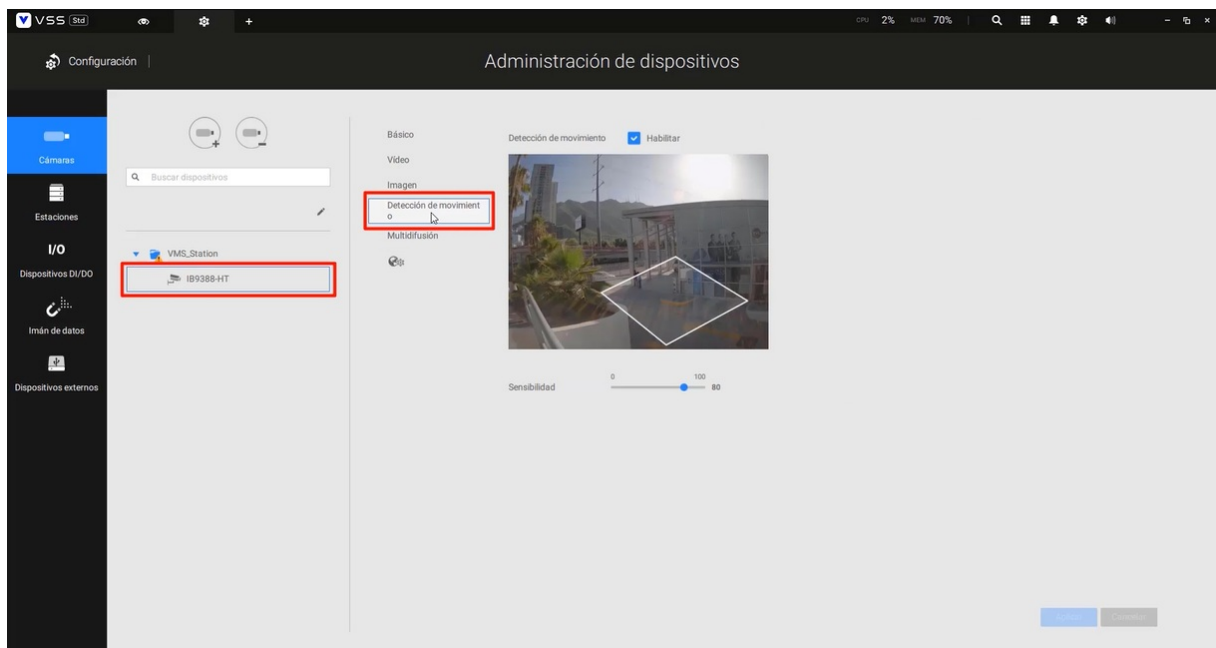 VSS Std
CPU 2% MEM 70%
Configuración
Administración de dispositivos
Cámaras
Estaciones
I/O
Dispositivos DI/DO
Imán de datos
Dispositivos externos
Buscar dispositivos
VMS_Station
IB9388-HT
Básico
Vídeo
Imagen
Detección de movimient
o
Multidifusión
Detección de movimiento Habilitar
0 100
Sensibilidad 80
Cancelar